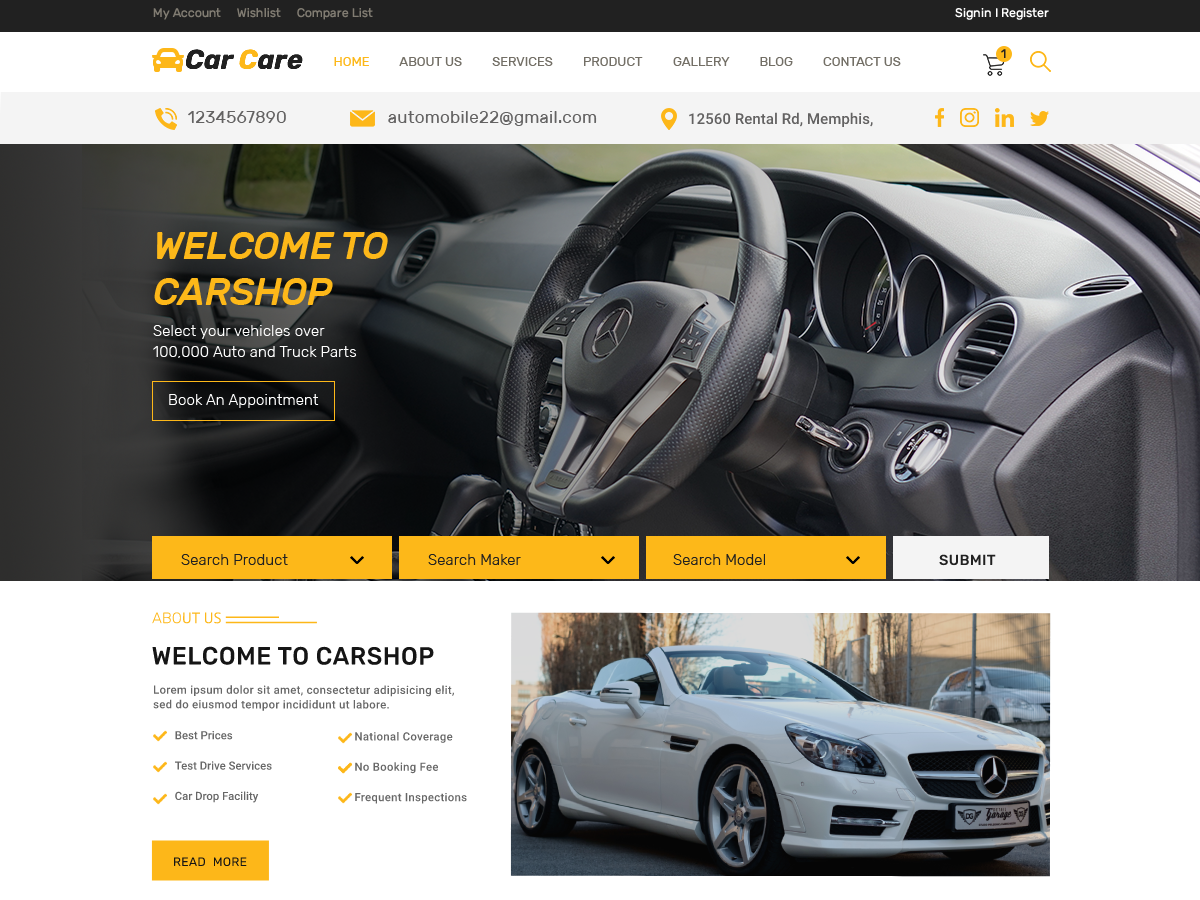 My Account Wishlist Compare List Signin I Register
Car Care HOME ABOUT US SERVICES PRODUCT GALLERY BLOG CONTACT US 1
1234567890 automobile22@gmail.com 12560 Rental Rd, Memphis,
WELCOME TO
CARSHOP
Select your vehicles over
100,000 Auto and Truck Parts
Book An Appointment
Search Product Search Maker Search Model SUBMIT
ABOUT US
WELCOME TO CARSHOP
Lorem ipsum dolor sit amet, consectetur adipisicing elit,
sed do eiusmod tempor incididunt ut labore.
Best Prices National Coverage
Test Drive Services No Booking Fee
Car Drop Facility Frequent Inspections
READ MORE
Garage